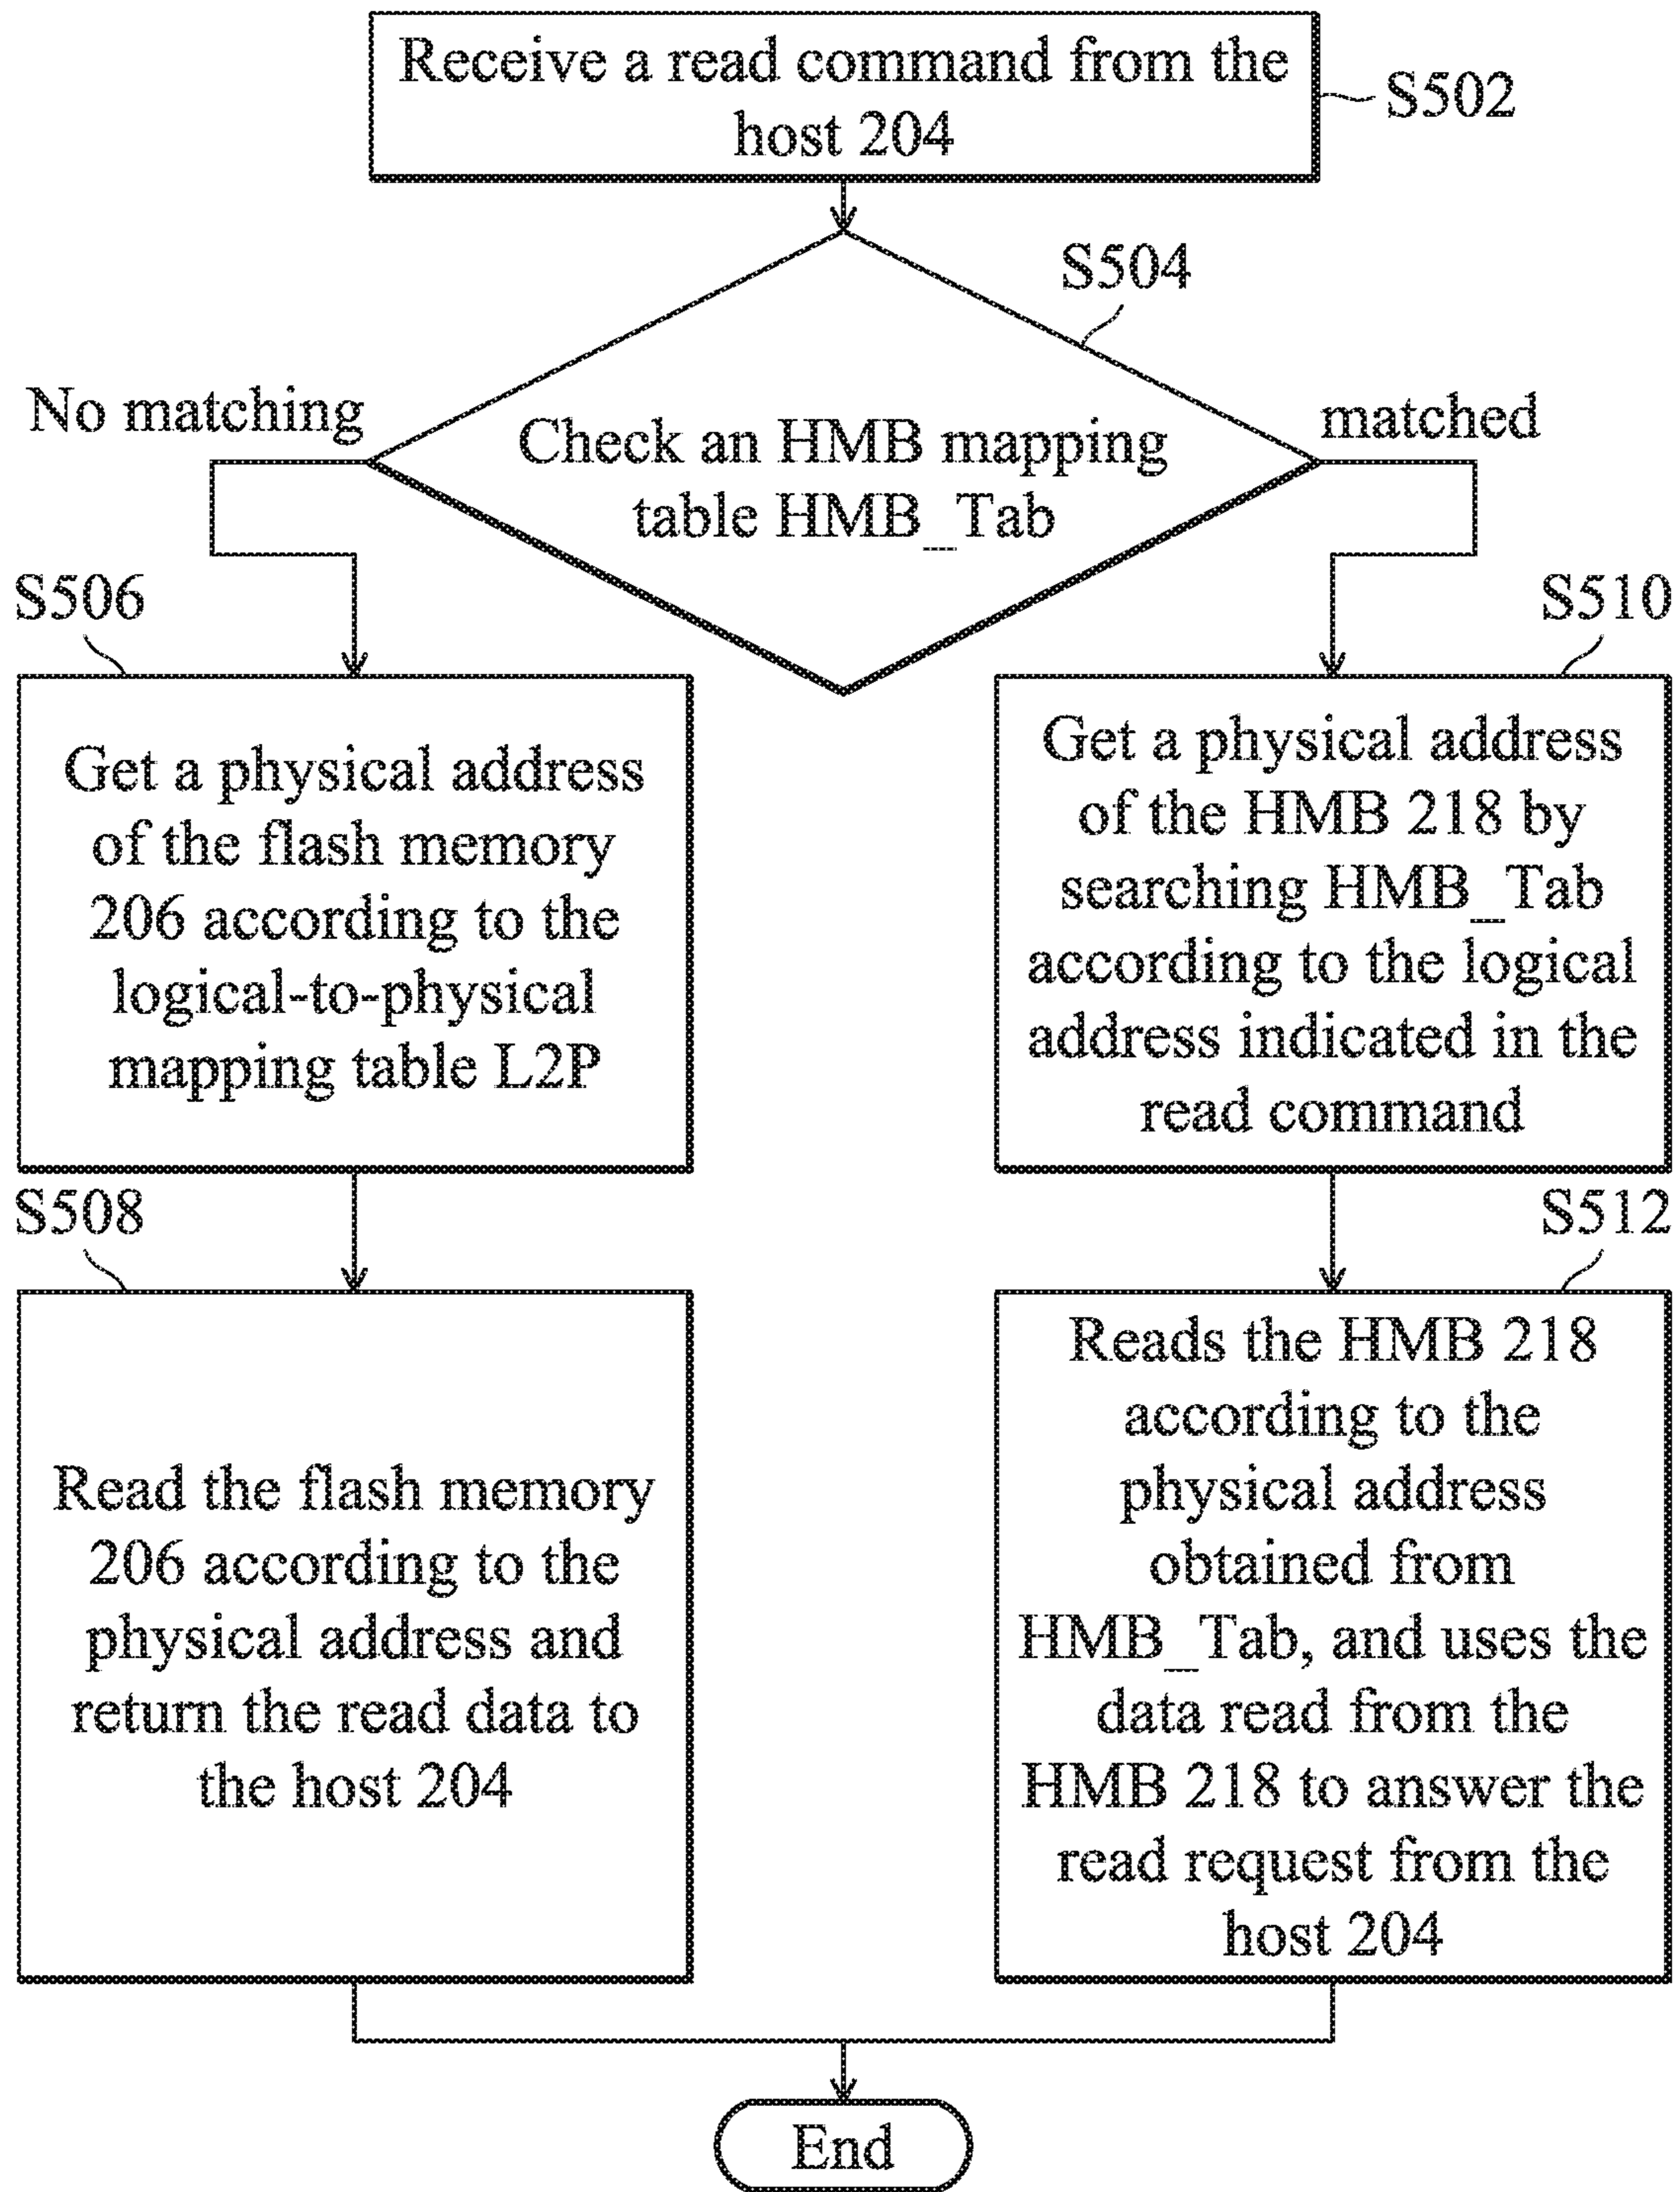 Receive a read command from the
host 204
S502
S504
No matching
matched
Check an HMB mapping
table HMB_Tab
S506
S510
Get a physical address
of the flash memory
206 according to the
logical-to-physical
mapping table L2P
Get a physical address
of the HMB 218 by
searching HMB_Tab
according to the logical
address indicated in the
read command
S508
S512
Read the flash memory
206 according to the
physical address and
return the read data to
the host 204
Reads the HMB 218
according to the
physical address
obtained from
HMB_Tab, and uses the
data read from the
HMB 218 to answer the
read request from the
host 204
End